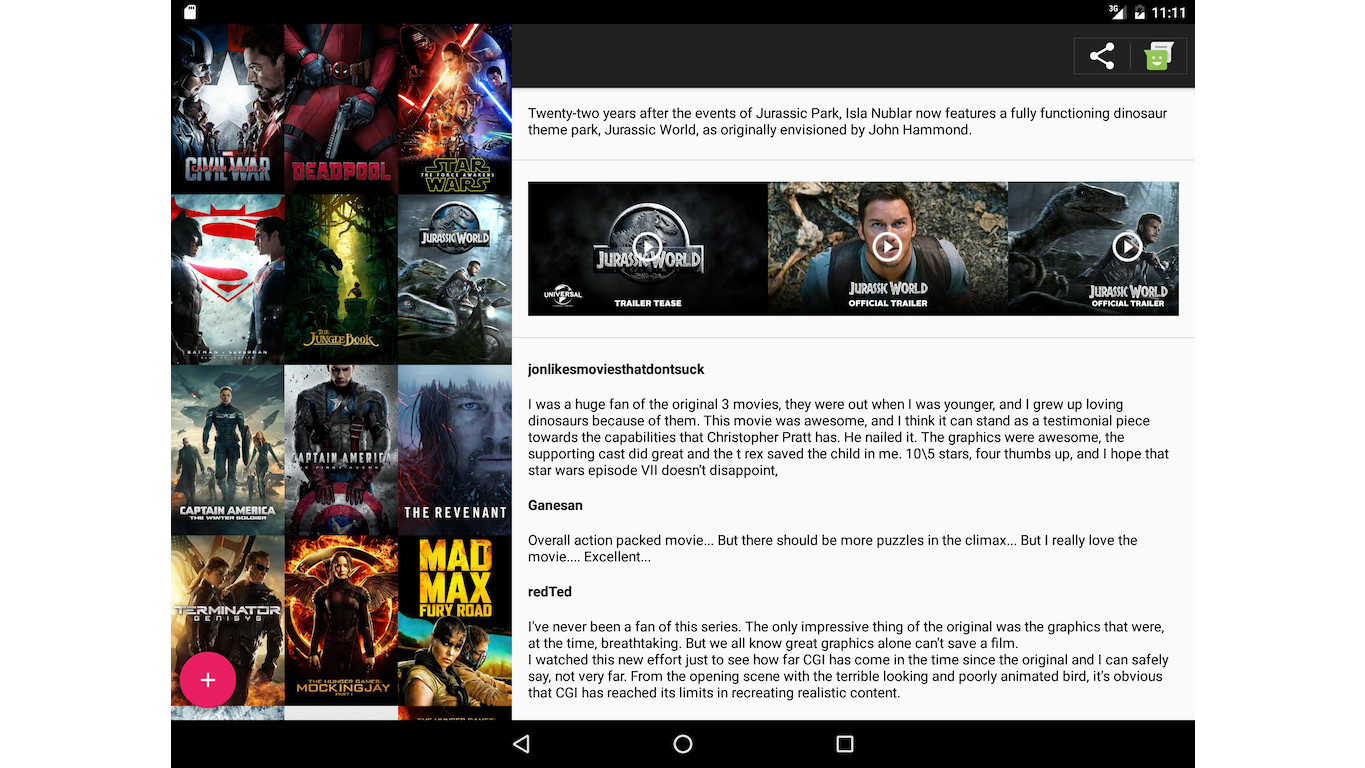 3G 11:11
MARVEL
CAPTAIN AMERICA
CIVIL WAR
DEADPOOL
STAR
THE FORCE AWAKENS
WARS
BATMAN v SUPERMAN
DAWN OF JUSTICE
THE
JUNGLE BOOK
JURASSIC WORLD
CAPTAIN AMERICA
THE WINTER SOLDIER
CAPTAIN AMERICA
THE FIRST AVENGER
THE REVENANT
TERMINATOR
GENISYS
THE HUNGER GAMES:
MOCKINGJAY
PART 1
MAD
MAX
FURY ROAD
+
THE HUNGER GAMES:
Twenty-two years after the events of Jurassic Park, Isla Nublar now features a fully functioning dinosaur
theme park, Jurassic World, as originally envisioned by John Hammond.
JURASSIC WORLD
UNIVERSAL
TRAILER TEASE
JURASSIC WORLD
OFFICIAL TRAILER
JURASSIC WORLD
OFFICIAL TRAILER
jonlikesmoviesthatdontsuck
I was a huge fan of the original 3 movies, they were out when I was younger, and I grew up loving
dinosaurs because of them. This movie was awesome, and I think it can stand as a testimonial piece
towards the capabilities that Christopher Pratt has. He nailed it. The graphics were awesome, the
supporting cast did great and the t rex saved the child in me. 10\5 stars, four thumbs up, and I hope that
star wars episode VII doesn't disappoint,
Ganesan
Overall action packed movie... But there should be more puzzles in the climax... But I really love the
movie.... Excellent...
redTed
I've never been a fan of this series. The only impressive thing of the original was the graphics that were,
at the time, breathtaking. But we all know great graphics alone can't save a film.
I watched this new effort just to see how far CGI has come in the time since the original and I can safely
say, not very far. From the opening scene with the terrible looking and poorly animated bird, it's obvious
that CGI has reached its limits in recreating realistic content.